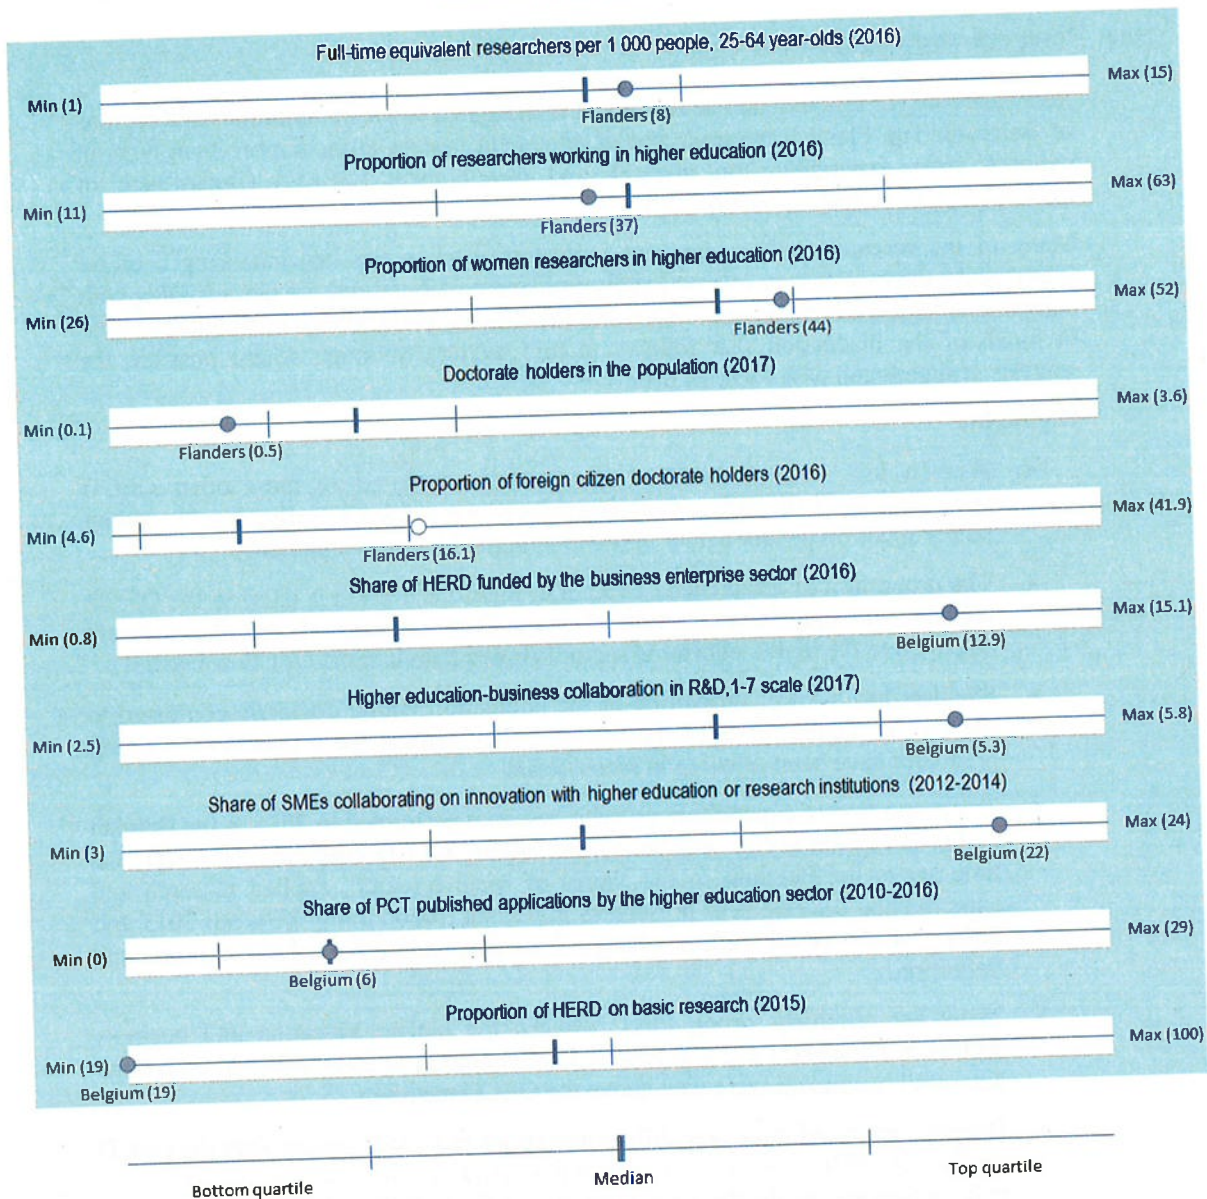 Full-time equivalent researchers per 1 000 people, 25-64 year-olds (2016)
Min (1)
Max (15)
Flanders (8)
Proportion of researchers working in higher education (2016)
Min (11)
Max (63)
Flanders (37)
Proportion of women researchers in higher education (2016)
Min (26)
Max (52)
Flanders (44)
Doctorate holders in the population (2017)
Min (0.1)
Max (3.6)
Flanders (0.5)
Proportion of foreign citizen doctorate holders (2016)
Min (4.6)
Max (41.9)
Flanders (16.1)
Share of HERD funded by the business enterprise sector (2016)
Min (0.8)
Max (15.1)
Belgium (12.9)
Higher education-business collaboration in R&D,1-7 scale (2017)
Min (2.5)
Max (5.8)
Belgium (5.3)
Share of SMEs collaborating on innovation with higher education or research institutions (2012-2014)
Min (3)
Max (24)
Belgium (22)
Share of PCT published applications by the higher education sector (2010-2016)
Min (0)
Max (29)
Belgium (6)
Proportion of HERD on basic research (2015)
Min (19)
Max (100)
Belgium (19)
Bottom quartile
Median
Top quartile